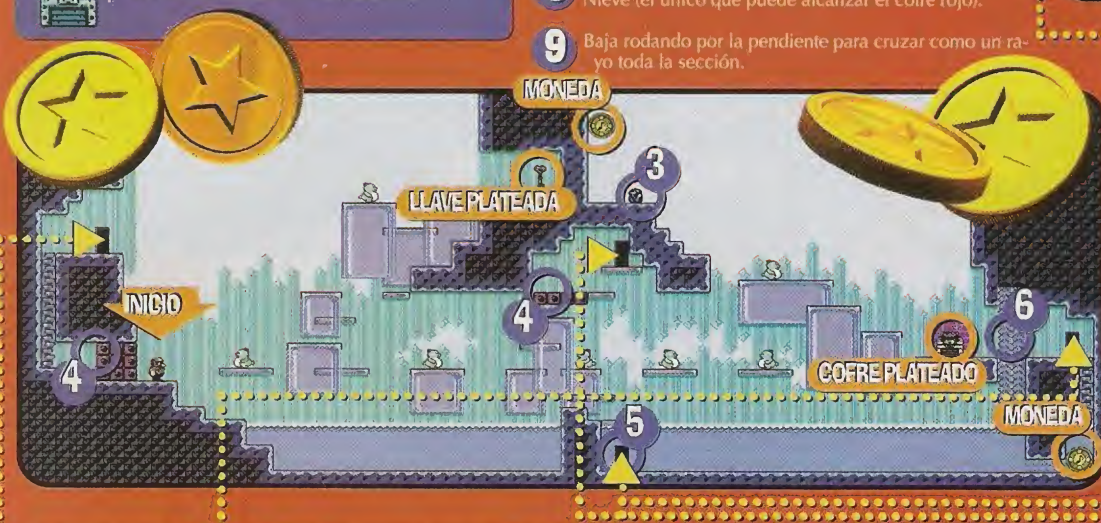 Nieve (el único que puede alcanzar el cofre rojo).
9 Baja rodando por la pendiente para cruzar como un ra-
yo toda la sección.
MONEDA
LLAVE PLATEADA
3
INICIO
4
4
6
COFRE PLATEADO
MONEDA
5